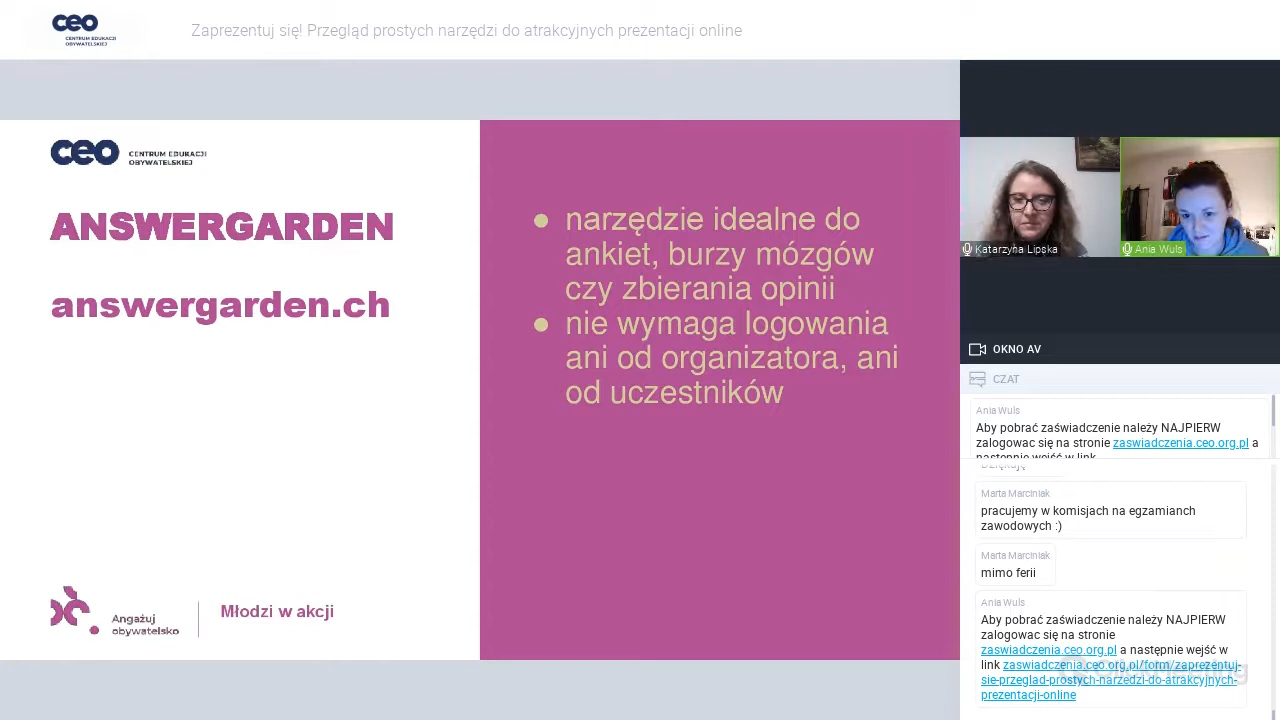 ceo
CENTRUM EDUKACJI
OBYWATELSKIEJ
Zaprezentuj się! Przegląd prostych narzędzi do atrakcyjnych prezentacji online
ceo
CENTRUM EDUKACJI
OBYWATELSKIEJ
ANSWERGARDEN
answergarden.ch
Angażuj
obywatelsko
Młodzi w akcji
● narzędzie idealne do
ankiet, burzy mózgów
czy zbierania opinii
● nie wymaga logowania
ani od organizatora, ani
od uczestników
Katarzyna Lipska
Ania Wuls
OKNO AV
CZAT
Ania Wuls
Aby pobrać zaświadczenie należy NAJPIERW
zalogowac się na stronie zaswiadczenia.ceo.org.pl a
następnie wejść w link
Dziękuję
Marta Marciniak
pracujemy w komisjach na egzamianch
zawodowych :)
Marta Marciniak
mimo ferii
Ania Wuls
Aby pobrać zaświadczenie należy NAJPIERW
zalogowac się na stronie
zaswiadczenia.ceo.org.pl a następnie wejść w
link zaswiadczenia.ceo.org.pl/form/zaprezentuj-
sie-przeglad-prostych-narzedzi-do-atrakcyjnych-
prezentacji-online